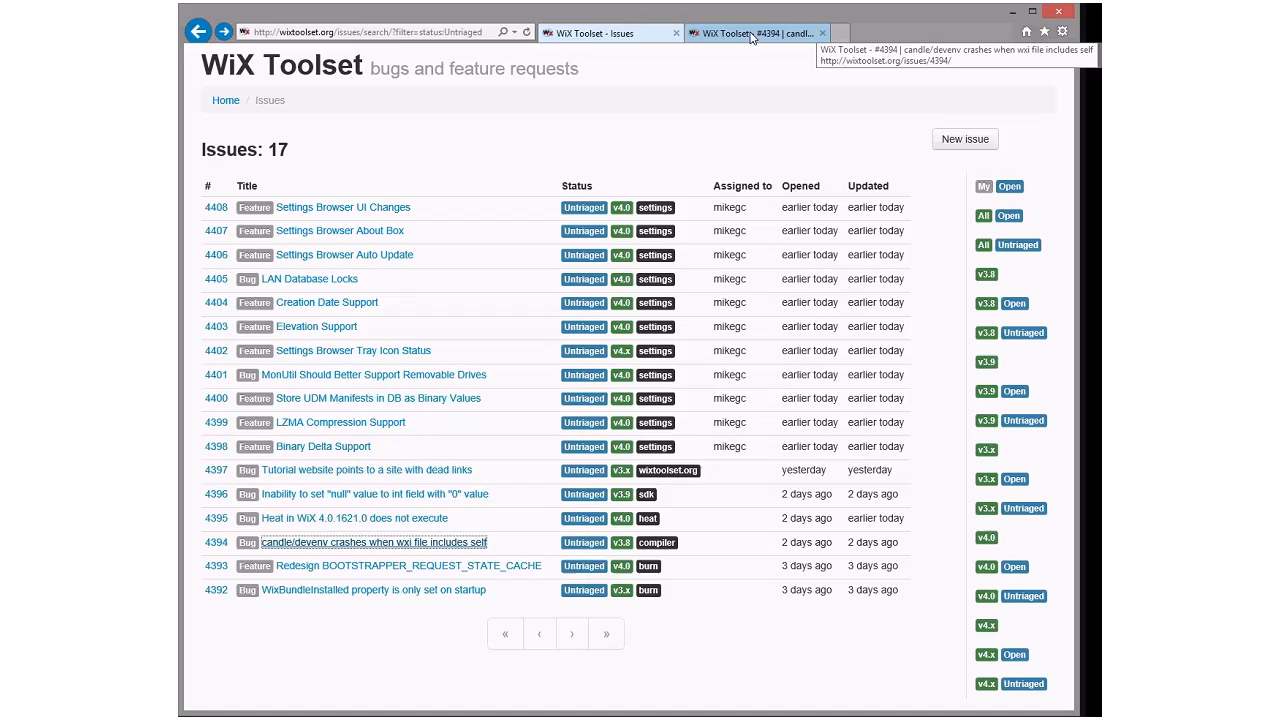 http://wixtoolset.org/issues/search/?filter=status:Untriaged
WiX Toolset - Issues
WiX Toolset - #4394 | candl...
WiX Toolset - #4394 | candle/devenv crashes when wxi file includes self
http://wixtoolset.org/issues/4394/
WiX Toolset bugs and feature requests
Home / Issues
Issues: 17
New issue
# Title Status Assigned to Opened Updated
4408 Feature Settings Browser UI Changes Untriaged v4.0 settings mikegc earlier today earlier today
4407 Feature Settings Browser About Box Untriaged v4.0 settings mikegc earlier today earlier today
4406 Feature Settings Browser Auto Update Untriaged v4.0 settings mikegc earlier today earlier today
4405 Bug LAN Database Locks Untriaged v4.0 settings mikegc earlier today earlier today
4404 Feature Creation Date Support Untriaged v4.0 settings mikegc earlier today earlier today
4403 Feature Elevation Support Untriaged v4.0 settings mikegc earlier today earlier today
4402 Feature Settings Browser Tray Icon Status Untriaged v4.x settings mikegc earlier today earlier today
4401 Bug MonUtil Should Better Support Removable Drives Untriaged v4.0 settings mikegc earlier today earlier today
4400 Feature Store UDM Manifests in DB as Binary Values Untriaged v4.0 settings mikegc earlier today earlier today
4399 Feature LZMA Compression Support Untriaged v4.0 settings mikegc earlier today earlier today
4398 Feature Binary Delta Support Untriaged v4.0 settings mikegc earlier today earlier today
4397 Bug Tutorial website points to a site with dead links Untriaged v3.x wixtoolset.org yesterday yesterday
4396 Bug Inability to set "null" value to int field with "0" value Untriaged v3.9 sdk 2 days ago 2 days ago
4395 Bug Heat in WiX 4.0.1621.0 does not execute Untriaged v4.0 heat 2 days ago earlier today
4394 Bug candle/devenv crashes when wxi file includes self Untriaged v3.8 compiler 2 days ago 2 days ago
4393 Feature Redesign BOOTSTRAPPER_REQUEST_STATE_CACHE Untriaged v4.0 burn 3 days ago 3 days ago
4392 Bug WixBundleInstalled property is only set on startup Untriaged v3.x burn 3 days ago 3 days ago
« ‹ › »
My Open
All Open
All Untriaged
v3.8
v3.8 Open
v3.8 Untriaged
v3.9
v3.9 Open
v3.9 Untriaged
v3.x
v3.x Open
v3.x Untriaged
v4.0
v4.0 Open
v4.0 Untriaged
v4.x
v4.x Open
v4.x Untriaged